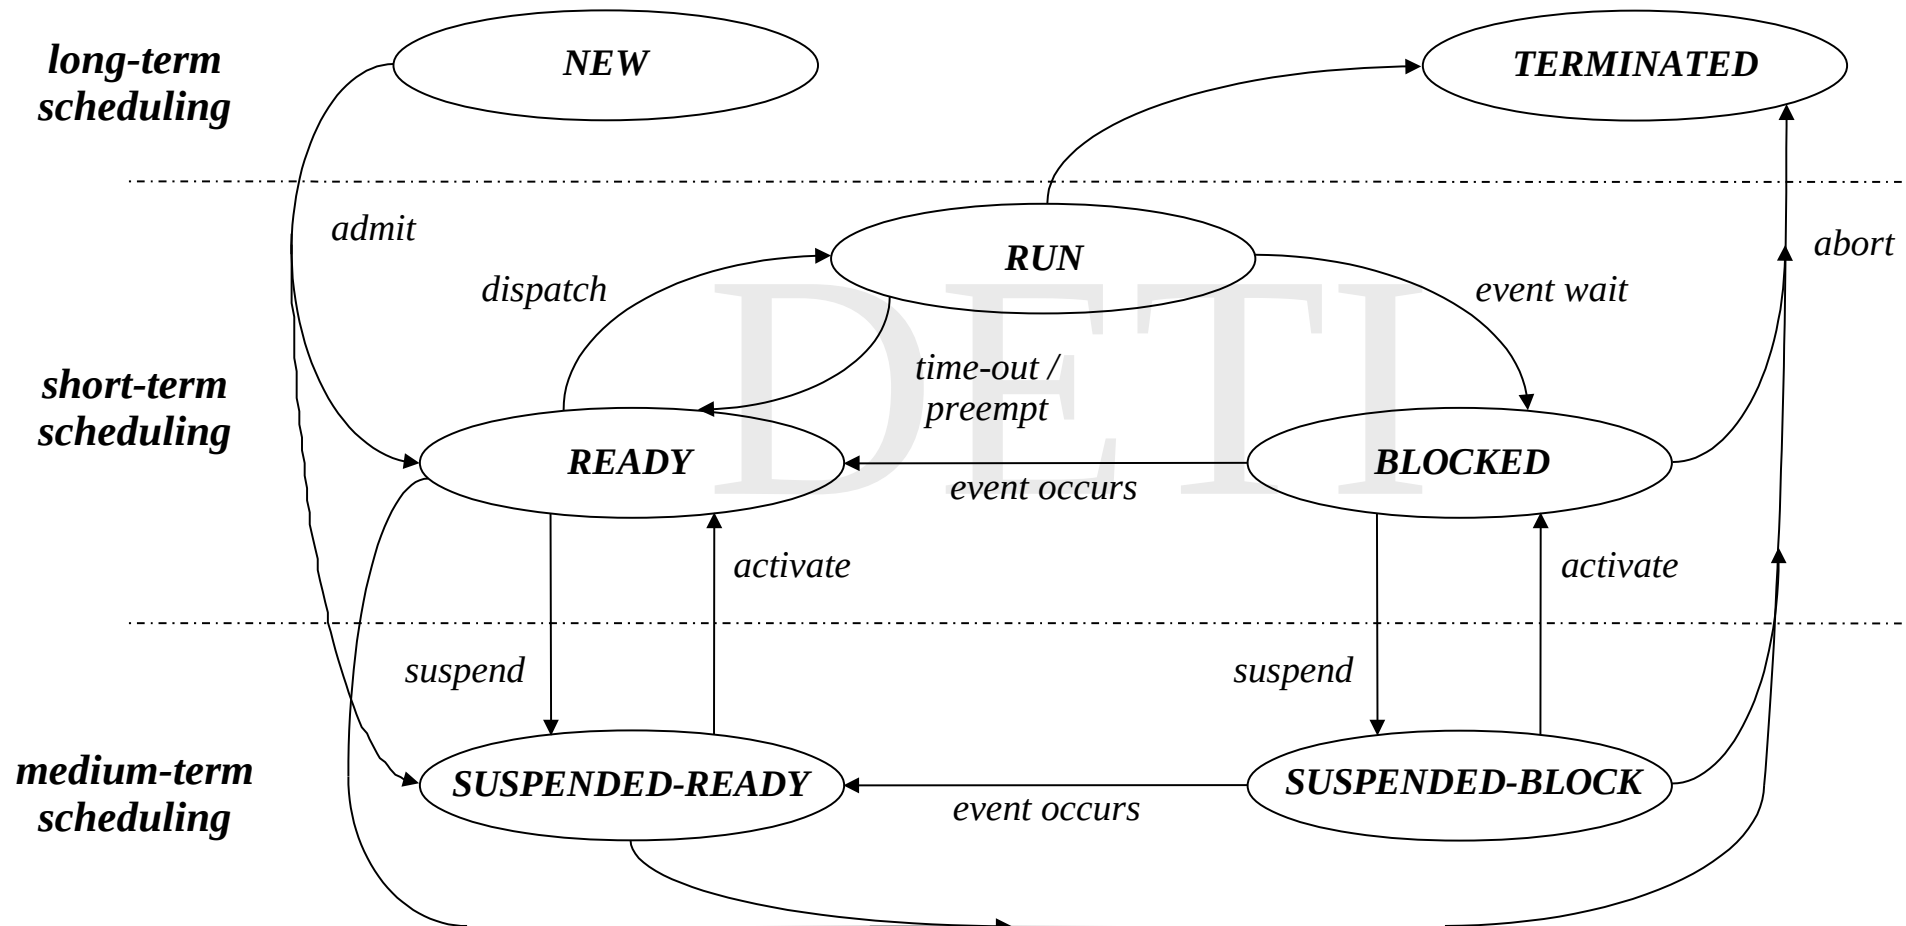 long-term
scheduling
NEW
TERMINATED
admit
dispatch
RUN
event wait
abort
DETI
short-term
scheduling
time-out /
preempt
READY
BLOCKED
event occurs
activate
activate
suspend
suspend
medium-term
scheduling
SUSPENDED-READY
SUSPENDED-BLOCK
event occurs